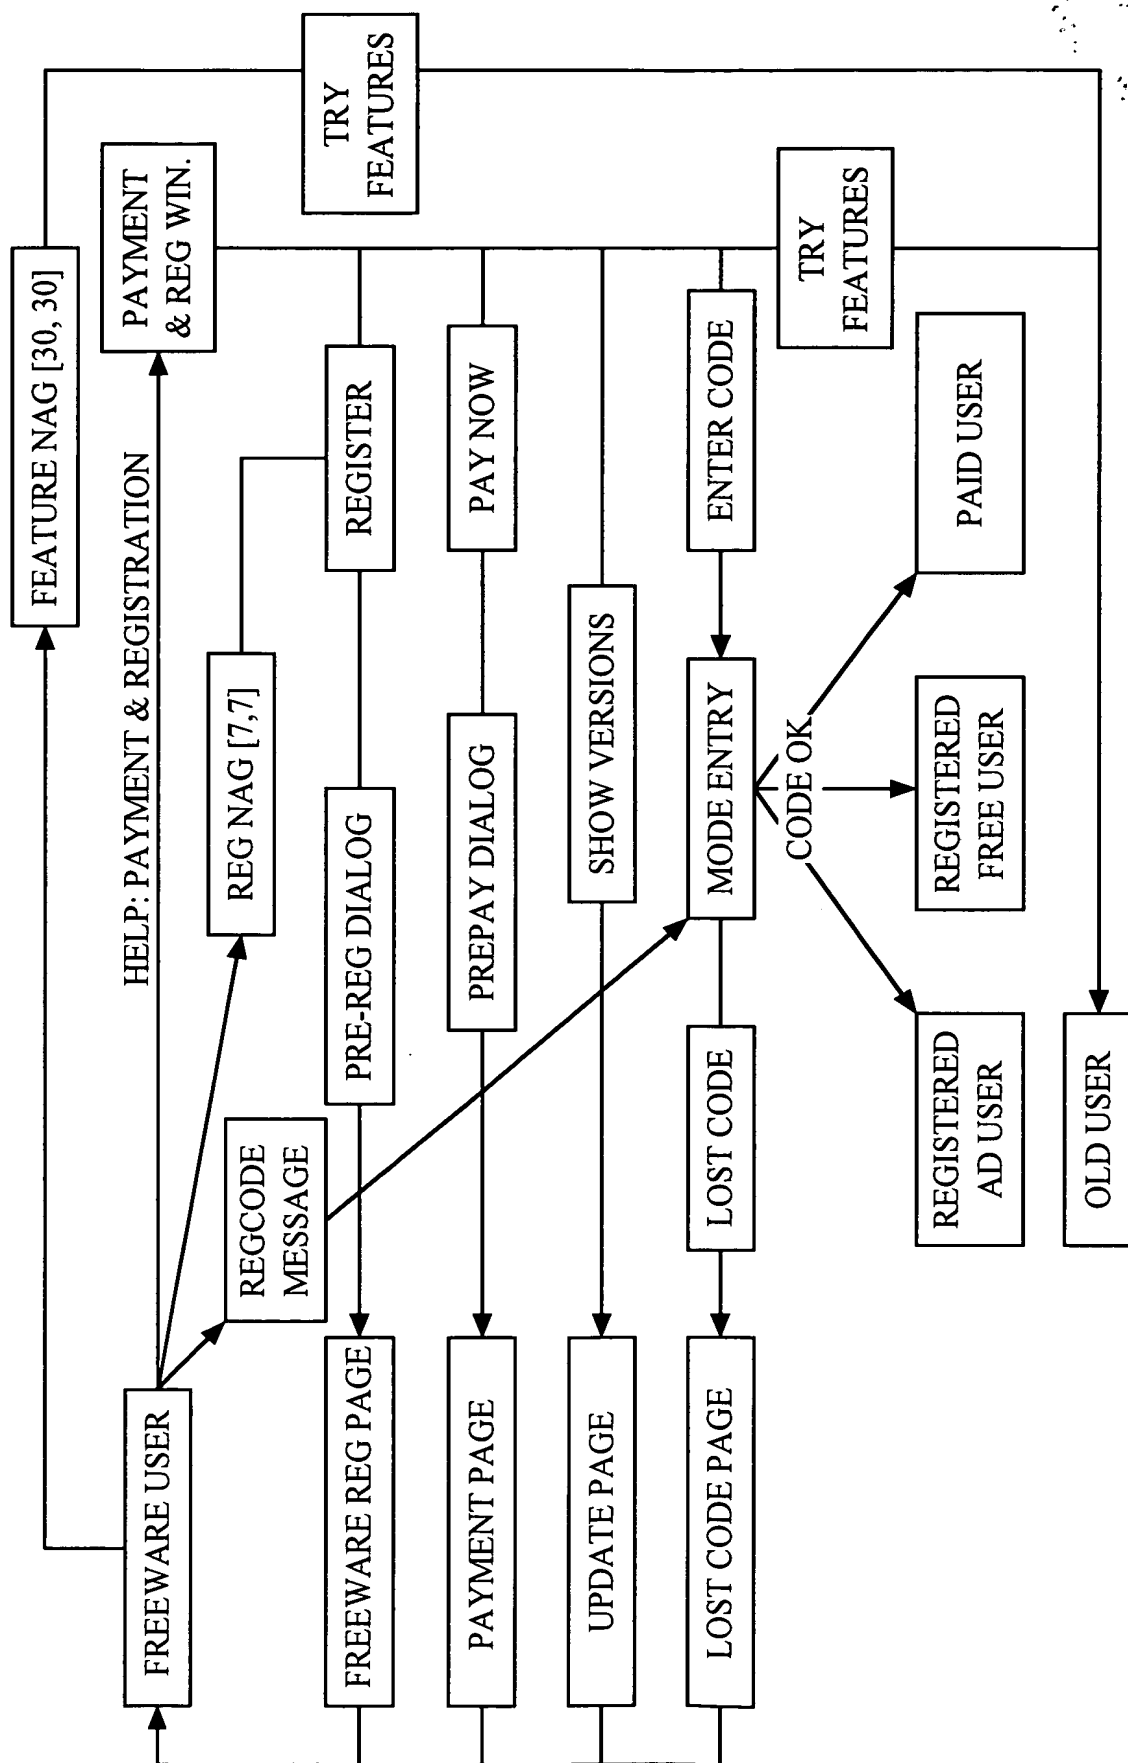 FREEWARE USER
FEATURE NAG [30, 30]
TRY
FEATURES
HELP: PAYMENT & REGISTRATION
PAYMENT
& REG WIN.
REG NAG [7,7]
REGCODE
MESSAGE
FREEWARE REG PAGE
PRE-REG DIALOG
REGISTER
PAYMENT PAGE
PREPAY DIALOG
PAY NOW
UPDATE PAGE
SHOW VERSIONS
LOST CODE PAGE
LOST CODE
MODE ENTRY
ENTER CODE
TRY
FEATURES
CODE OK
REGISTERED
AD USER
REGISTERED
FREE USER
PAID USER
OLD USER